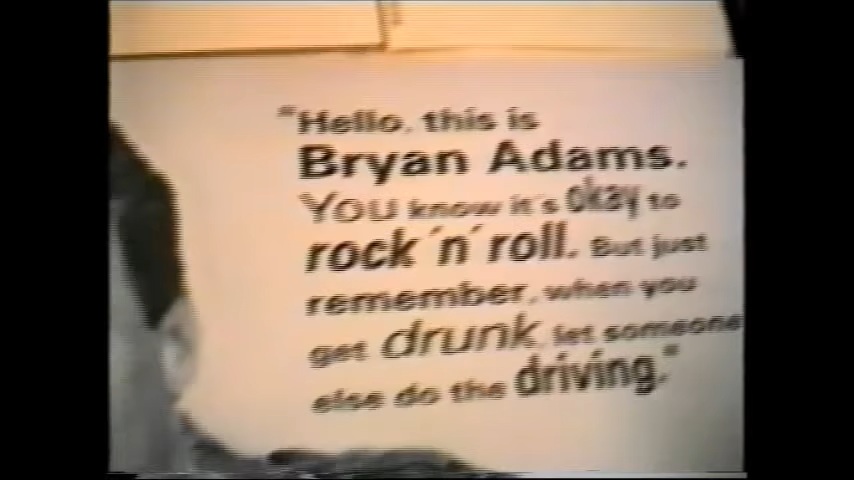 "Hello, this is
Bryan Adams.
You know it's okay to
rock 'n' roll. But just
remember, when you
get drunk, let someone
else do the driving."